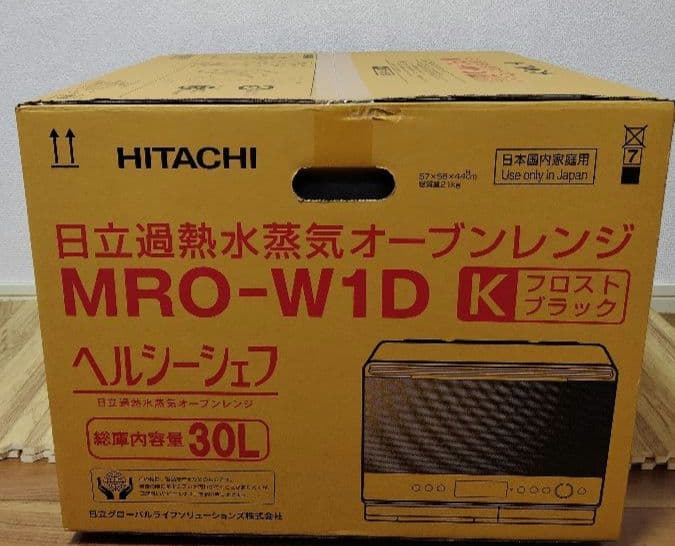 HITACHI
57×58×44.8cm
総質量21kg
日本国内家庭用
Use only in Japan
7
日立過熱水蒸気オーブンレンジ
MRO-W1D
K
フロスト
ブラック
ヘルシーシェフ
日立過熱水蒸気オーブンレンジ
総庫内容量 30L
日立グローバルライフソリューションズ株式会社